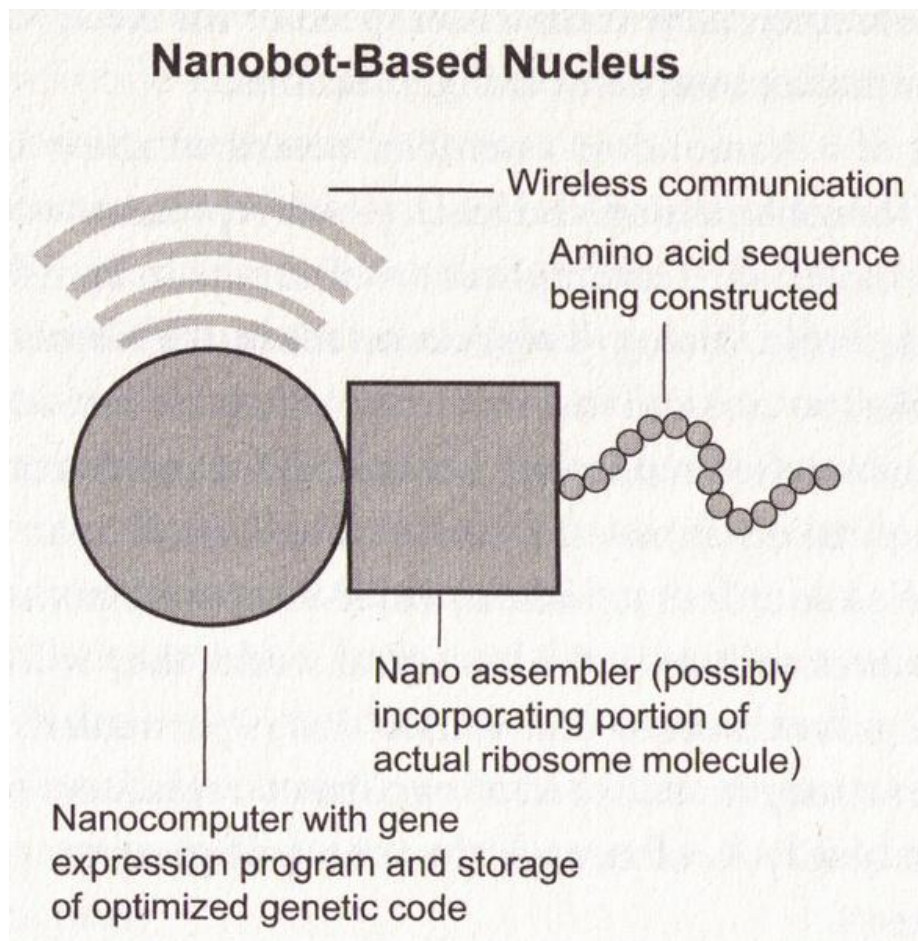 Nanobot-Based Nucleus
Wireless communication
Amino acid sequence
being constructed
Nano assembler (possibly
incorporating portion of
actual ribosome molecule)
Nanocomputer with gene
expression program and storage
of optimized genetic code